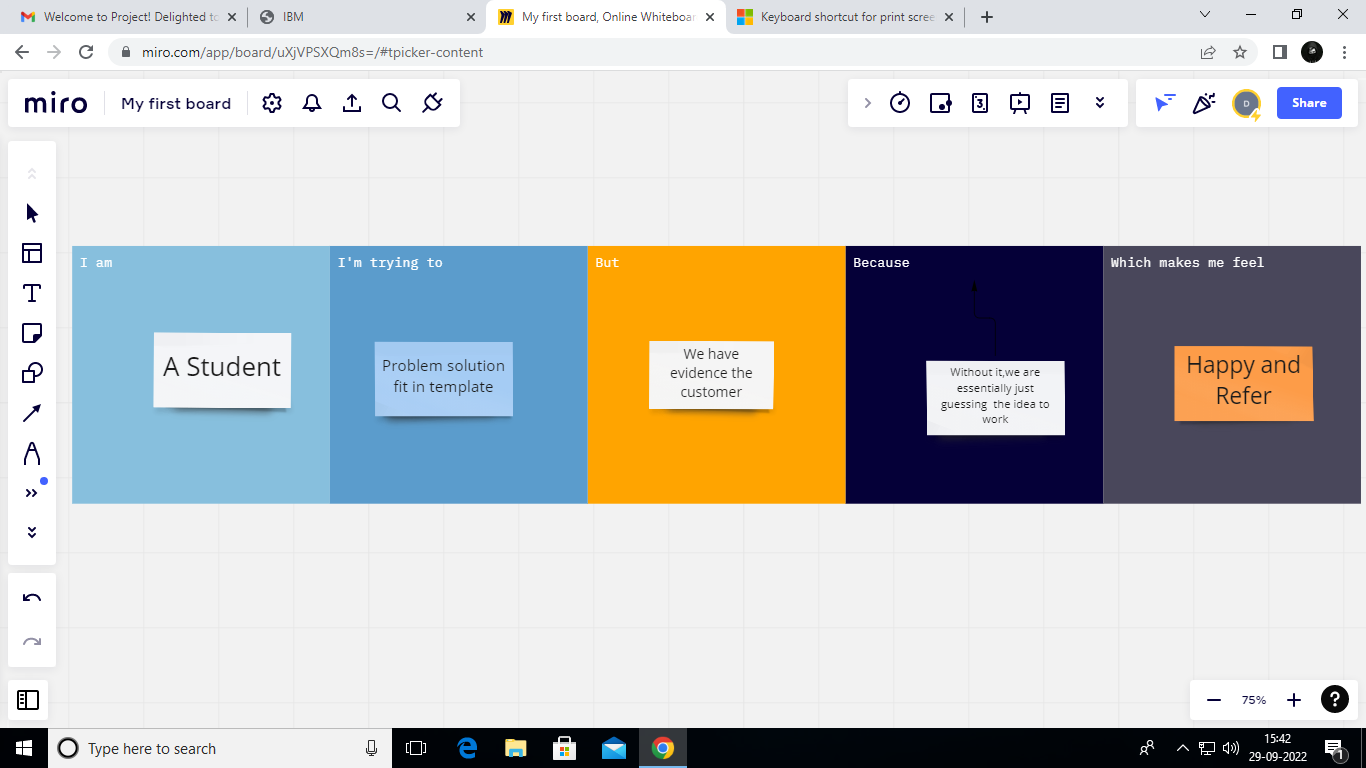 Welcome to Project! Delighted to
IBM
My first board, Online Whiteboar
Keyboard shortcut for print scree
miro.com/app/board/uXjVPSXQm8s=/#tpicker-content
miro
My first board
3
D
Share
I am
I'm trying to
But
Because
Which makes me feel
A Student
Problem solution
fit in template
We have
evidence the
customer
Without it,we are
essentially just
guessing the idea to
work
Happy and
Refer
75%
?
Type here to search
15:42
29-09-2022
1